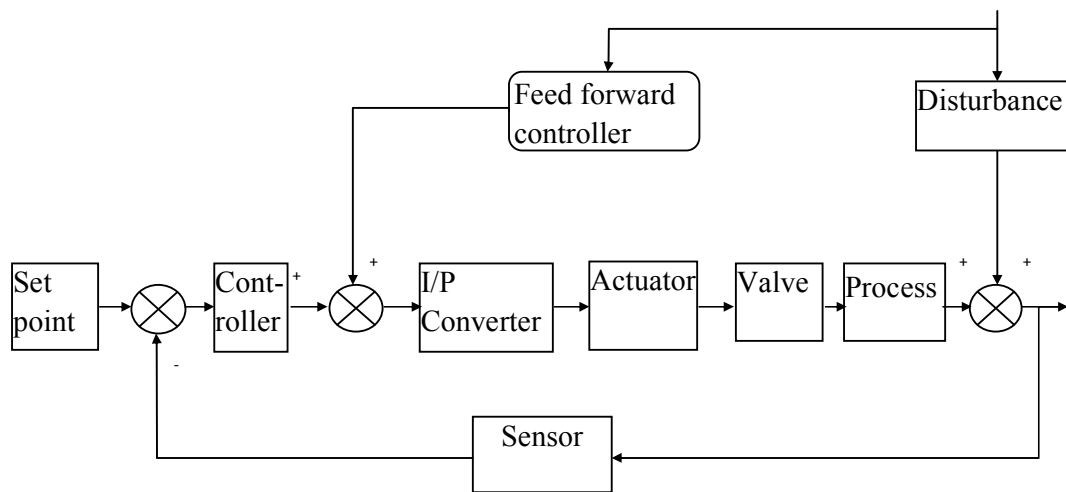 Feed forward
controller
Disturbance
+
+
Set
point
Cont-
roller
+
I/P
Converter
Actuator
Valve
Process
+
+
-
Sensor